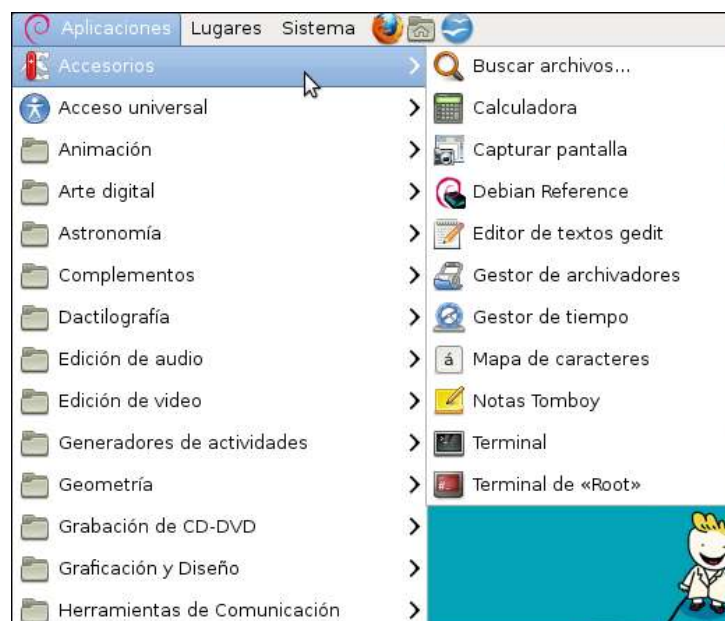 Aplicaciones Lugares Sistema
Accesorios
Acceso universal
Animación
Arte digital
Astronomía
Complementos
Dactilografía
Edición de audio
Edición de video
Generadores de actividades
Geometría
Grabación de CD-DVD
Graficación y Diseño
Herramientas de Comunicación
Buscar archivos...
Calculadora
Capturar pantalla
Debian Reference
Editor de textos gedit
Gestor de archivadores
Gestor de tiempo
á Mapa de caracteres
Notas Tomboy
Terminal
Terminal de «Root»